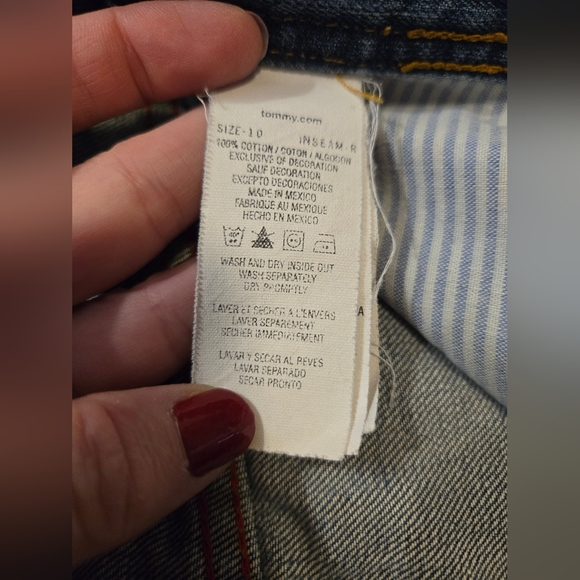 tommy.com
SIZE-10 INSEAM-R
100% COTTON / COTON / ALGODON
EXCLUSIVE OF DECORATION
SAUF DECORATION
EXCEPTO DECORACIONES
MADE IN MEXICO
FABRIQUE AU MEXIQUE
HECHO EN MEXICO
WASH AND DRY INSIDE OUT
WASH SEPARATELY
DRY PROMPTLY
LAVER ET SECHER A L'ENVERS
LAVER SEPAREMENT
SECHER IMMEDIATEMENT
LAVAR Y SECAR AL REVES
LAVAR SEPARADO
SECAR PRONTO
A